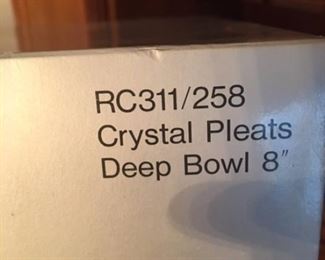 RC311/258
Crystal Pleats
Deep Bowl 8"